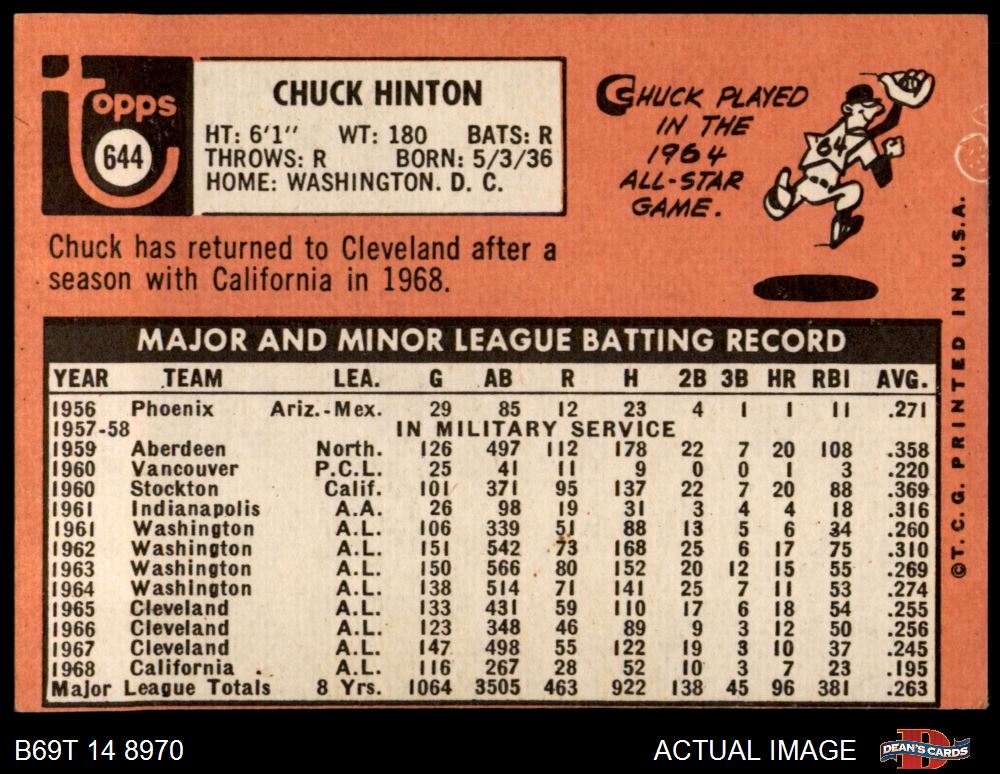 Topps
644
CHUCK HINTON
HT: 6'1" WT: 180 BATS: R
THROWS: R BORN: 5/3/36
HOME: WASHINGTON. D. C.
CHUCK PLAYED
IN THE
1964
ALL-STAR
GAME.
64
Chuck has returned to Cleveland after a
season with California in 1968.
MAJOR AND MINOR LEAGUE BATTING RECORD
YEAR TEAM LEA. G AB R H 2B 3B HR RBI AVG.
1956 Phoenix Ariz.-Mex. 29 85 12 23 4 1 1 11 .271
1957-58 IN MILITARY SERVICE
1959 Aberdeen North. 126 497 112 178 22 7 20 108 .358
1960 Vancouver P.C.L. 25 41 11 9 0 0 1 3 .220
1960 Stockton Calif. 101 371 95 137 22 7 20 88 .369
1961 Indianapolis A.A. 26 98 19 31 3 4 4 18 .316
1961 Washington A.L. 106 339 51 88 13 5 6 34 .260
1962 Washington A.L. 151 542 73 168 25 6 17 75 .310
1963 Washington A.L. 150 566 80 152 20 12 15 55 .269
1964 Washington A.L. 138 514 71 141 25 7 11 53 .274
1965 Cleveland A.L. 133 431 59 110 17 6 18 54 .255
1966 Cleveland A.L. 123 348 46 89 9 3 12 50 .256
1967 Cleveland A.L. 147 498 55 122 19 3 10 37 .245
1968 California A.L. 116 267 28 52 10 3 7 23 .195
Major League Totals 8 Yrs. 1064 3505 463 922 138 45 96 381 .263
©T. C. G. PRINTED IN U.S.A.
B69T 14 8970
ACTUAL IMAGE
DEAN'S CARDS